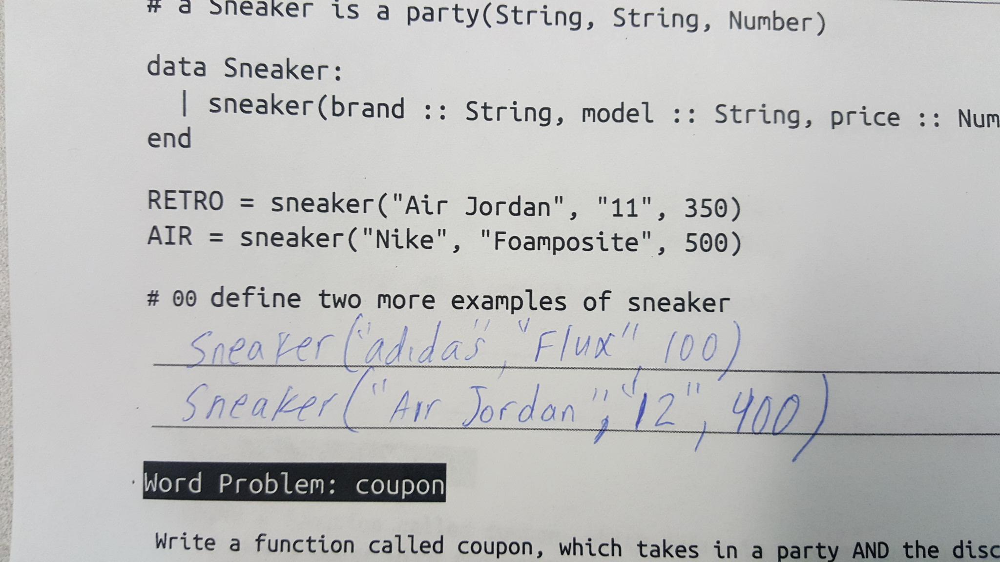 # a Sneaker is a party(String, String, Number)
data Sneaker:
| sneaker(brand :: String, model :: String, price :: Num
end
RETRO = sneaker("Air Jordan", "11", 350)
AIR = sneaker("Nike", "Foamposite", 500)
# 00 define two more examples of sneaker
Sneaker("adidas", "Flux", 100)
Sneaker("Air Jordan", "12", 400)
Word Problem: coupon
Write a function called coupon, which takes in a party AND the disc